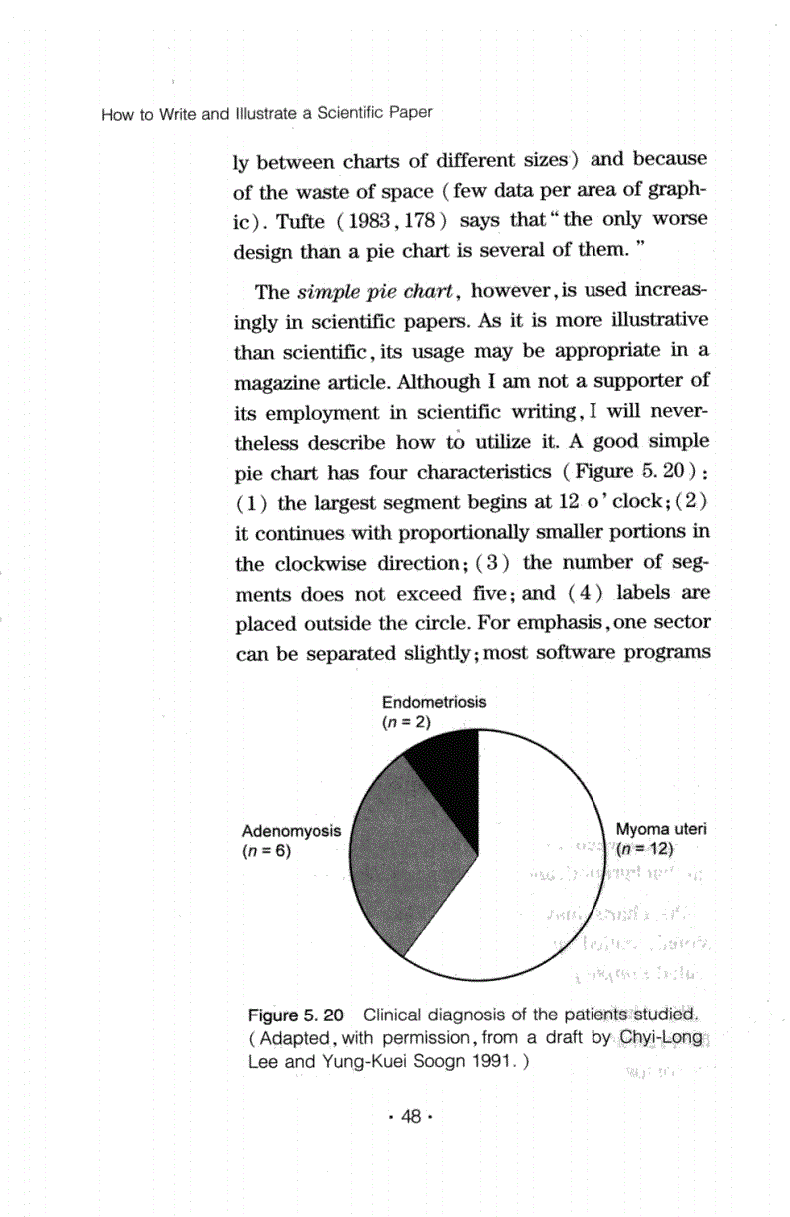 How to Write and Illustrate a Scientific Paper
ly between charts of different sizes) and because
of the waste of space (few data per area of graph-
ic). Tufte (1983,178) says that "the only worse
design than a pie chart is several of them."
The simple pie chart, however, is used increas-
ingly in scientific papers. As it is more illustrative
than scientific, its usage may be appropriate in a
magazine article. Although I am not a supporter of
its employment in scientific writing, I will never-
theless describe how to utilize it. A good simple
pie chart has four characteristics (Figure 5. 20):
(1) the largest segment begins at 12 o'clock; (2)
it continues with proportionally smaller portions in
the clockwise direction; (3) the number of seg-
ments does not exceed five; and (4) labels are
placed outside the circle. For emphasis, one sector
can be separated slightly; most software programs
Endometriosis
(n = 2)
Adenomyosis
(n = 6)
Myoma uteri
(n = 12)
Figure 5. 20 Clinical diagnosis of the patients studied.
(Adapted, with permission, from a draft by Chyi-Long
Lee and Yung-Kuei Soogn 1991.)
· 48 ·